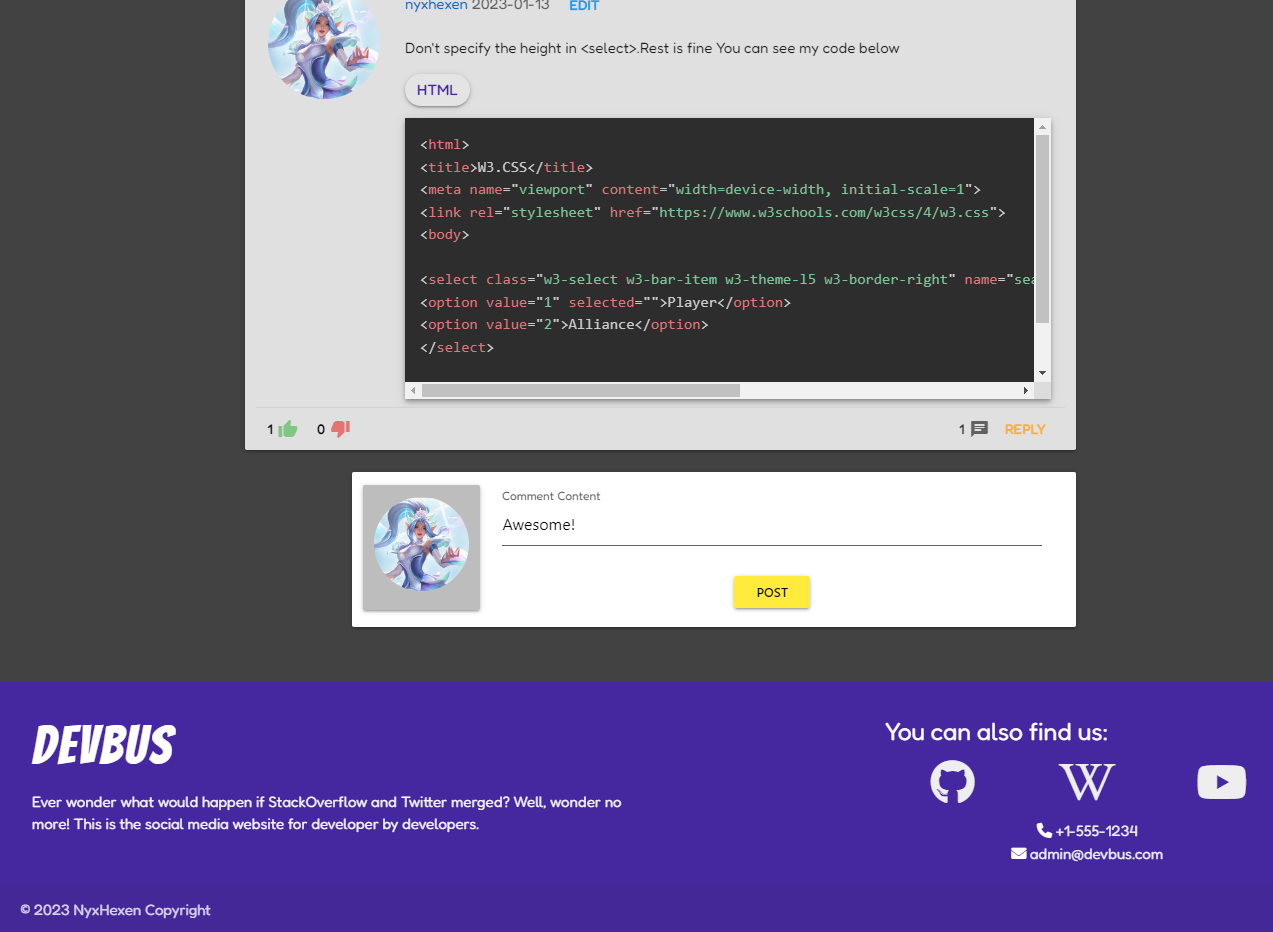 nyxhexen 2023-01-13 EDIT
Don't specify the height in <select>.Rest is fine You can see my code below
HTML
<html>
<title>W3.CSS</title>
<meta name="viewport" content="width=device-width, initial-scale=1">
<link rel="stylesheet" href="https://www.w3schools.com/w3css/4/w3.css">
<body>
<select class="w3-select w3-bar-item w3-theme-l5 w3-border-right" name="sea
<option value="1" selected="">Player</option>
<option value="2">Alliance</option>
</select>
1 0 1 REPLY
Comment Content
Awesome!
POST
DEVBUS
Ever wonder what would happen if StackOverflow and Twitter merged? Well, wonder no
more! This is the social media website for developer by developers.
You can also find us:
W
+1-555-1234
admin@devbus.com
© 2023 NyxHexen Copyright